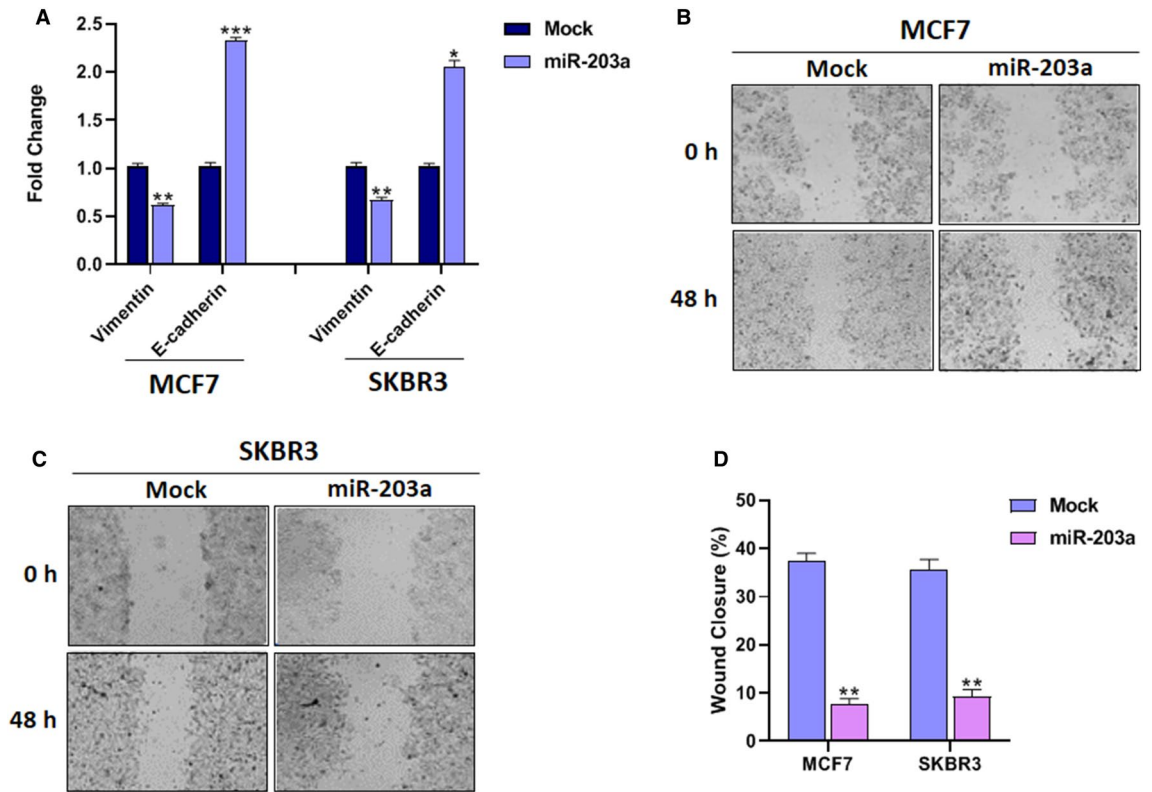 A
2.5
2.0
1.5
1.0
0.5
0.0
Fold Change
***
*
**
**
Mock
miR-203a
Vimentin
E-cadherin
Vimentin
E-cadherin
MCF7
SKBR3
B
MCF7
Mock miR-203a
0 h
48 h
C
SKBR3
Mock miR-203a
0 h
48 h
D
50
40
30
20
10
0
Wound Closure (%)
** **
Mock
miR-203a
MCF7 SKBR3